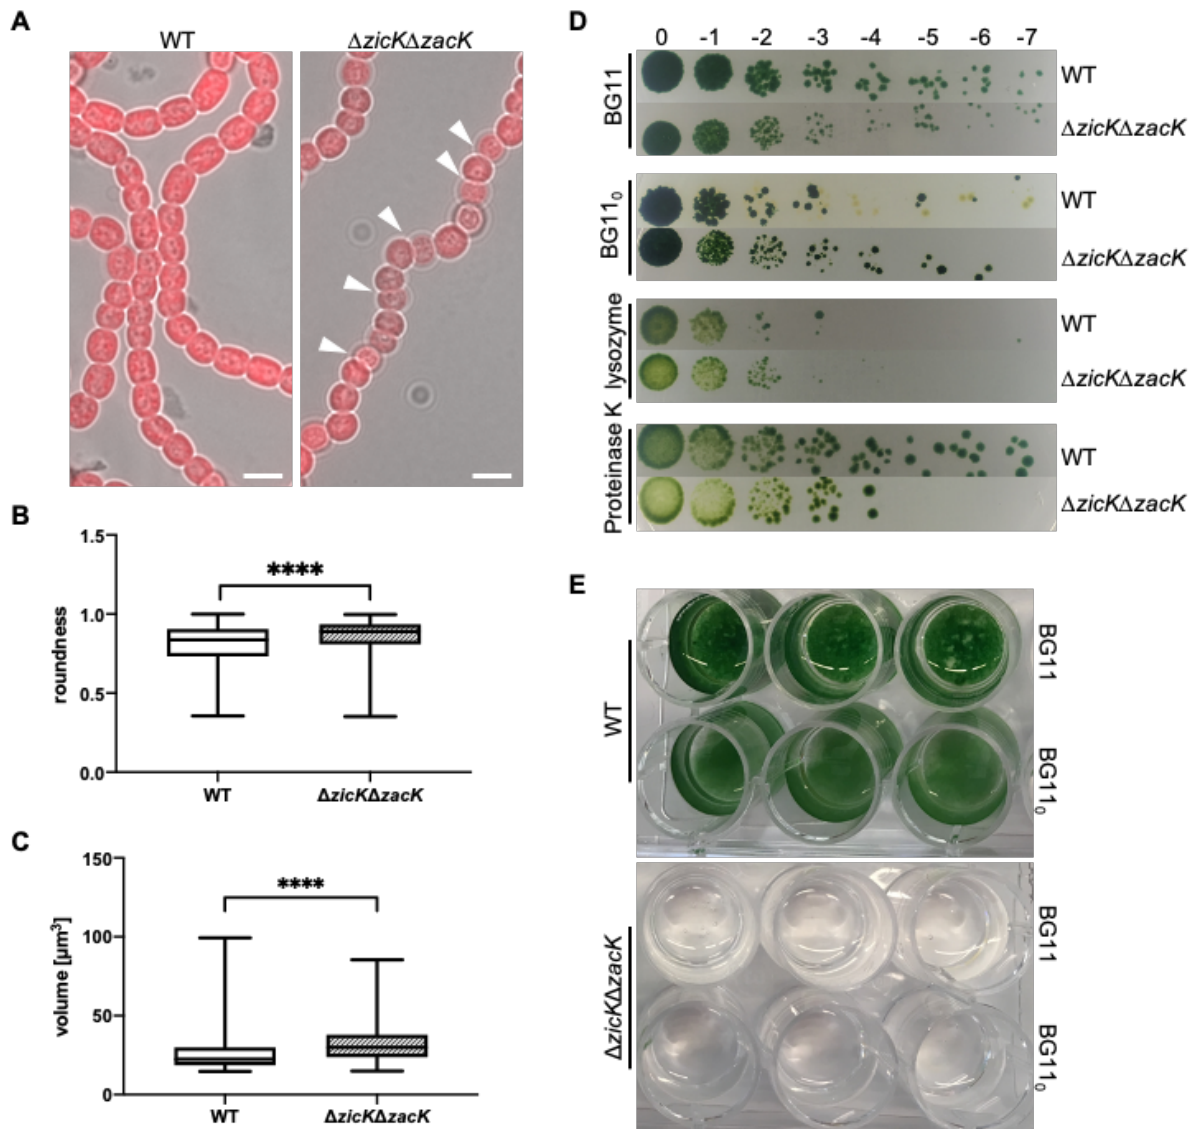 A
WT
ΔzicKΔzacK
B
1.5
1.0
0.5
0.0
roundness
****
WT
ΔzicKΔzacK
C
150
100
50
0
volume [µm³]
****
WT
ΔzicKΔzacK
D
0 -1 -2 -3 -4 -5 -6 -7
BG11
WT
ΔzicKΔzacK
BG11₀
WT
ΔzicKΔzacK
lysozyme
WT
ΔzicKΔzacK
Proteinase K
WT
ΔzicKΔzacK
E
WT
BG11
BG11₀
ΔzicKΔzacK
BG11
BG11₀